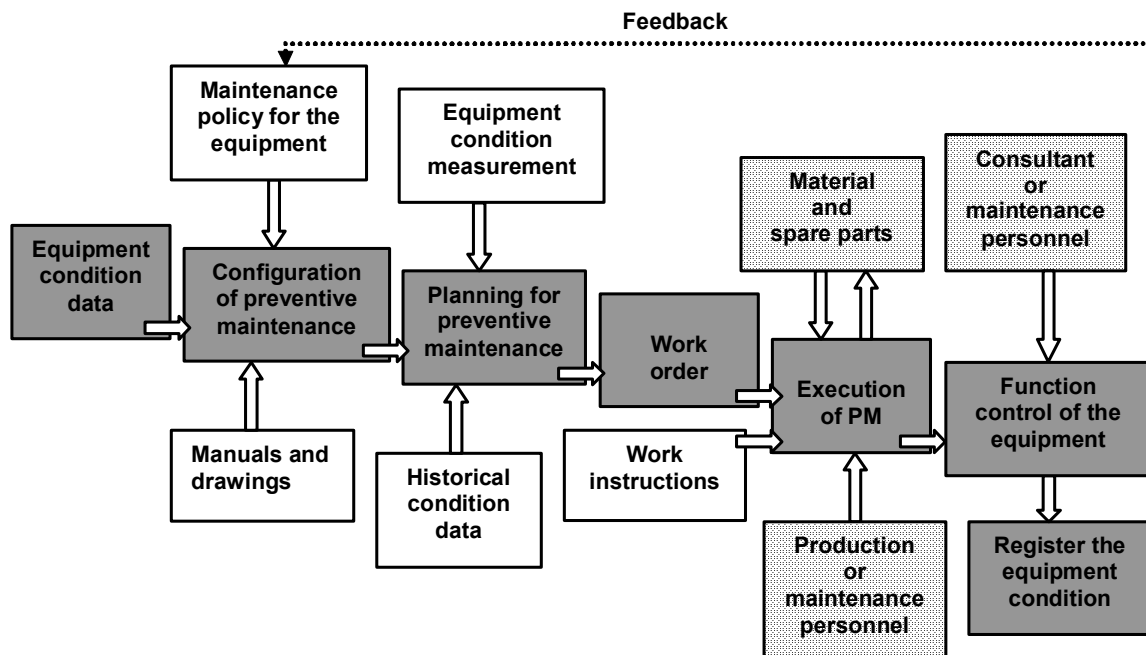 Feedback
Maintenance
policy for the
equipment
Equipment
condition
measurement
Material
and
spare parts
Consultant
or
maintenance
personnel
Equipment
condition
data
Configuration
of preventive
maintenance
Planning for
preventive
maintenance
Work
order
Execution
of PM
Function
control of the
equipment
Manuals and
drawings
Historical
condition
data
Work
instructions
Production
or
maintenance
personnel
Register the
equipment
condition